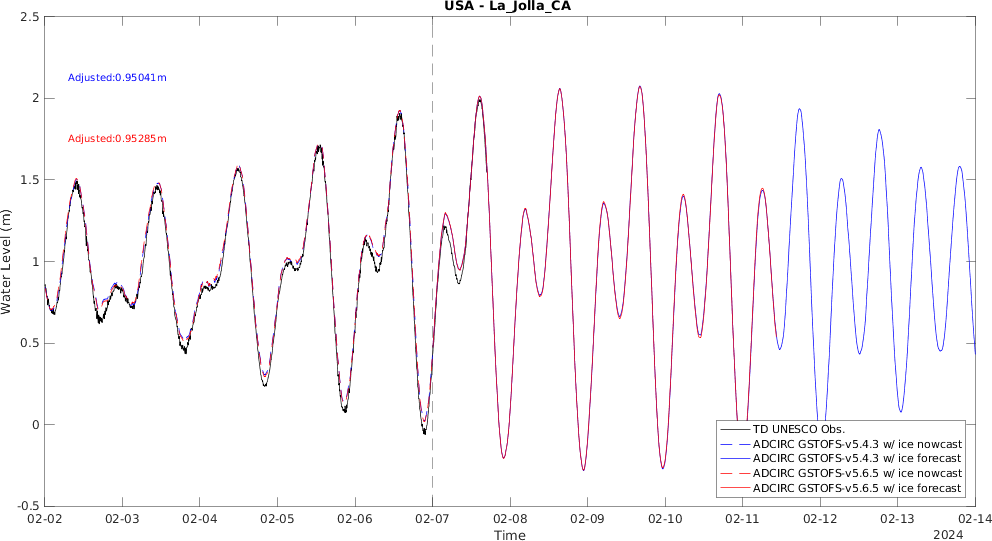 USA - La_Jolla_CA
2.5
2
1.5
1
0.5
0
-0.5
Water Level (m)
Adjusted:0.95041m
Adjusted:0.95285m
TD UNESCO Obs.
ADCIRC GSTOFS-v5.4.3 w/ ice nowcast
ADCIRC GSTOFS-v5.4.3 w/ ice forecast
ADCIRC GSTOFS-v5.6.5 w/ ice nowcast
ADCIRC GSTOFS-v5.6.5 w/ ice forecast
02-02 02-03 02-04 02-05 02-06 02-07 02-08 02-09 02-10 02-11 02-12 02-13 02-14
Time
2024